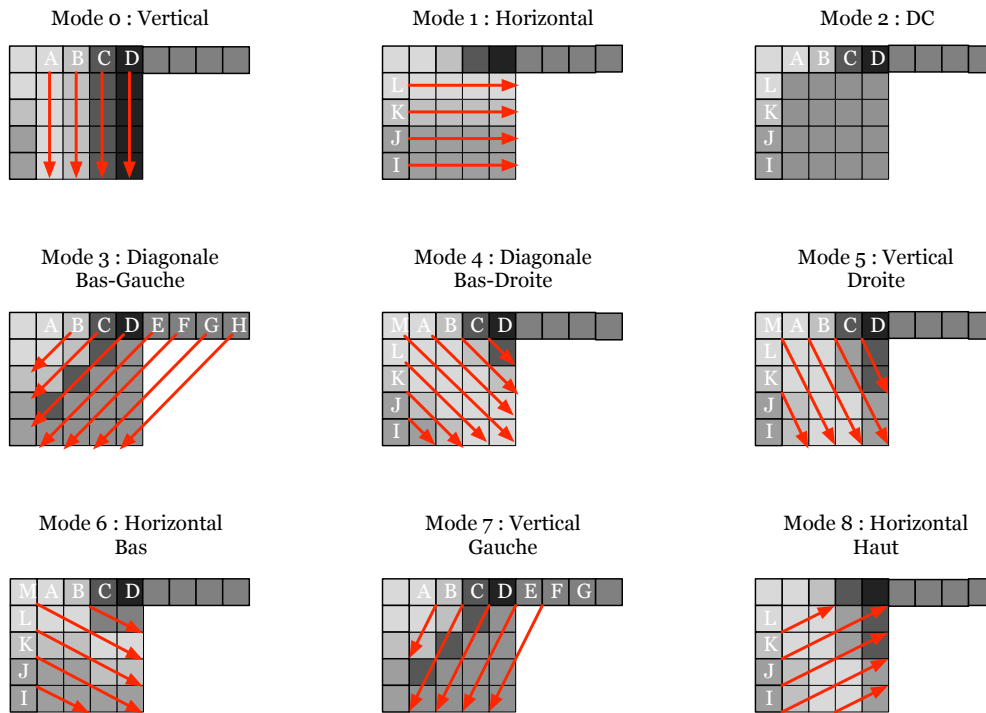 Mode 0 : Vertical
A B C D
Mode 1 : Horizontal
L
K
J
I
Mode 2 : DC
A B C D
L
K
J
I
Mode 3 : Diagonale
Bas-Gauche
A B C D E F G H
Mode 4 : Diagonale
Bas-Droite
M A B C D
L
K
J
I
Mode 5 : Vertical
Droite
M A B C D
L
K
J
I
Mode 6 : Horizontal
Bas
M A B C D
L
K
J
I
Mode 7 : Vertical
Gauche
A B C D E F G
Mode 8 : Horizontal
Haut
L
K
J
I